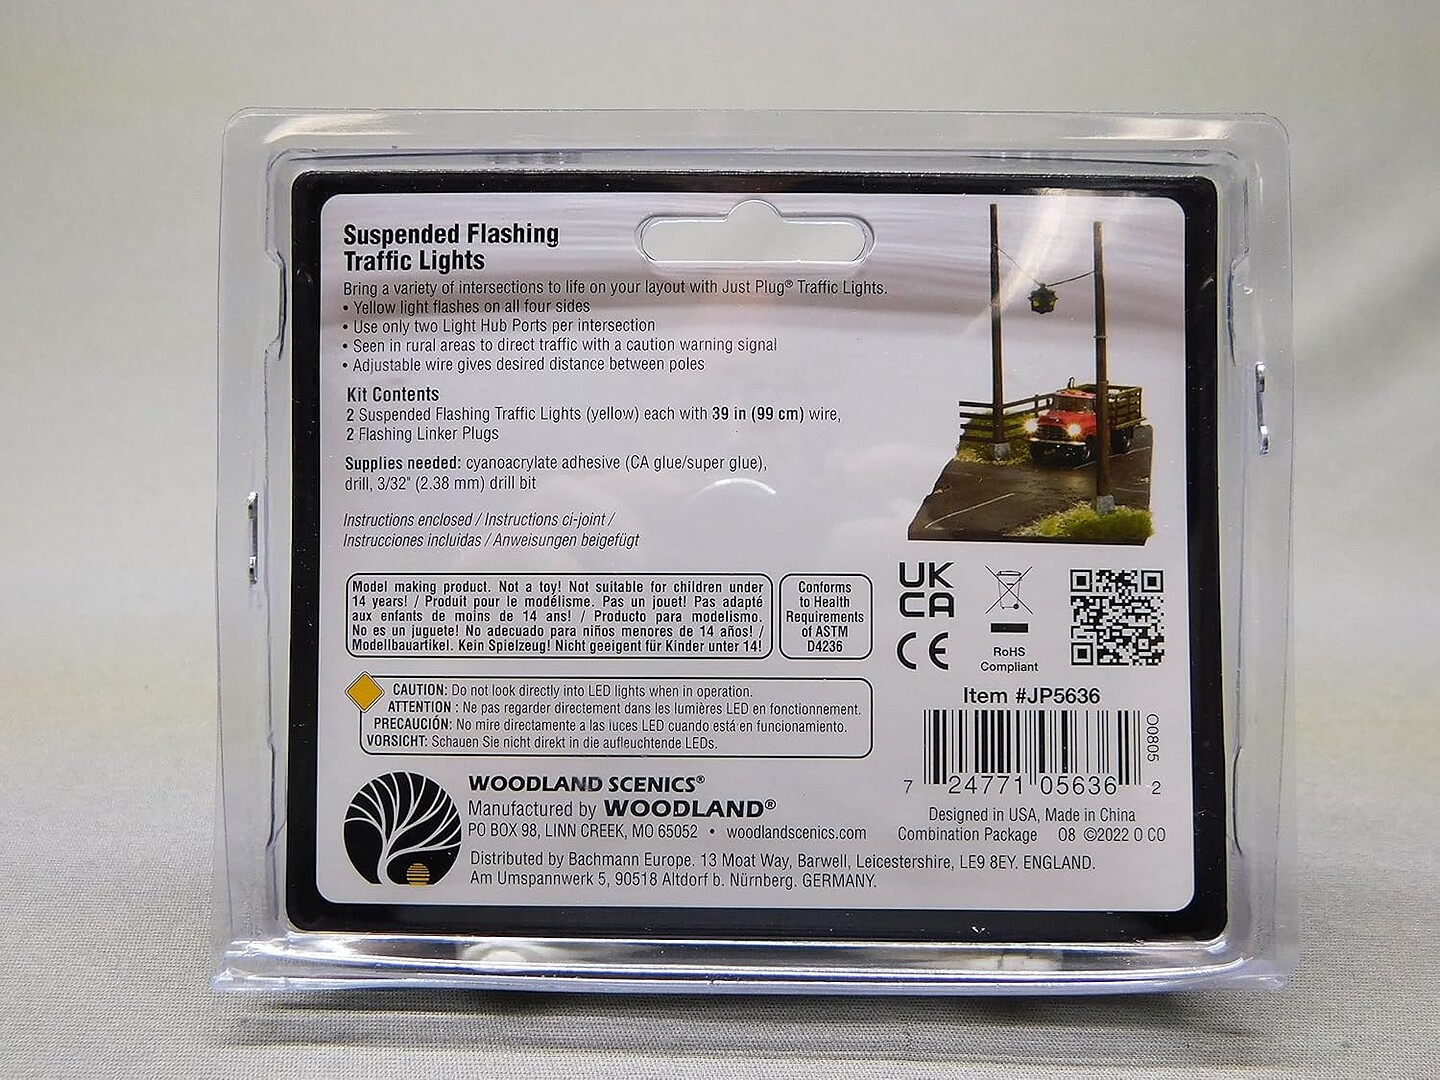 Suspended Flashing
Traffic Lights
Bring a variety of intersections to life on your layout with Just Plug® Traffic Lights.
• Yellow light flashes on all four sides
• Use only two Light Hub Ports per intersection
• Seen in rural areas to direct traffic with a caution warning signal
• Adjustable wire gives desired distance between poles
Kit Contents
2 Suspended Flashing Traffic Lights (yellow) each with 39 in (99 cm) wire,
2 Flashing Linker Plugs
Supplies needed: cyanoacrylate adhesive (CA glue/super glue),
drill, 3/32" (2.38 mm) drill bit
Instructions enclosed / Instructions ci-joint /
Instrucciones incluidas / Anweisungen beigefügt
Model making product. Not a toy! Not suitable for children under
14 years! / Produit pour le modélisme. Pas un jouet! Pas adapté
aux enfants de moins de 14 ans! / Producto para modelismo.
No es un juguete! No adecuado para niños menores de 14 años! /
Modellbauartikel. Kein Spielzeug! Nicht geeigent für Kinder unter 14!
Conforms
to Health
Requirements
of ASTM
D4236
UK
CA
CE
RoHS
Compliant
CAUTION: Do not look directly into LED lights when in operation.
ATTENTION : Ne pas regarder directement dans les lumières LED en fonctionnement.
PRECAUCIÓN: No mire directamente a las luces LED cuando está en funcionamiento.
VORSICHT: Schauen Sie nicht direkt in die aufleuchtende LEDs.
Item #JP5636
00805
7 24771 05636 2
WOODLAND SCENICS®
Manufactured by WOODLAND®
PO BOX 98, LINN CREEK, MO 65052 • woodlandscenics.com
Designed in USA, Made in China
Combination Package 08 ©2022 O CO
Distributed by Bachmann Europe. 13 Moat Way, Barwell, Leicestershire, LE9 8EY. ENGLAND.
Am Umspannwerk 5, 90518 Altdorf b. Nürnberg. GERMANY.